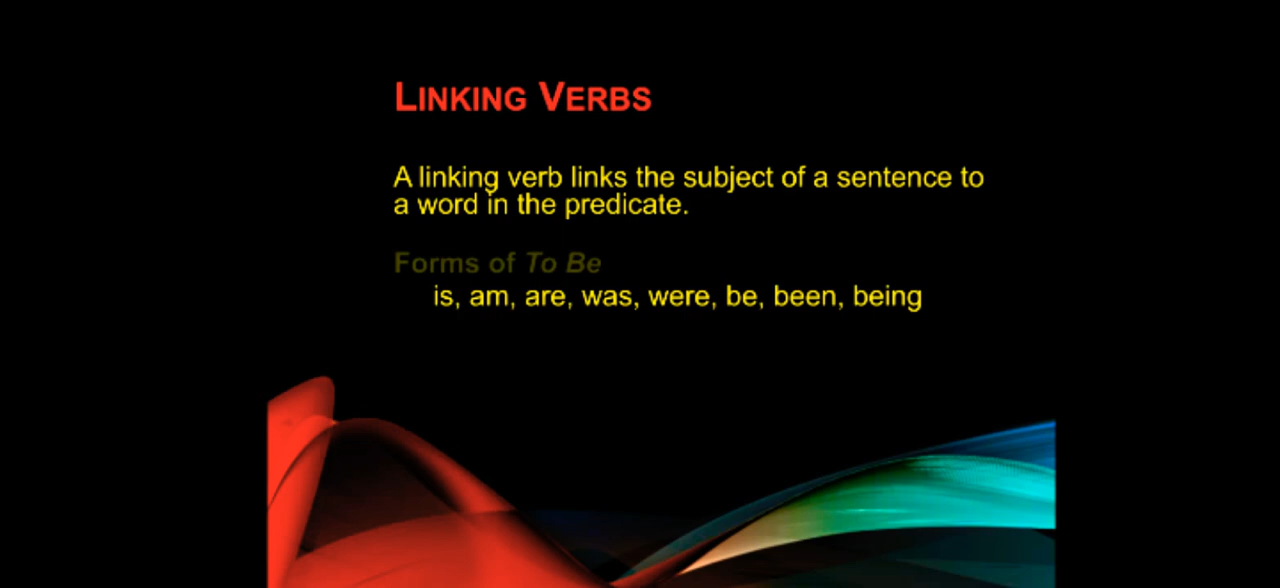 LINKING VERBS
A linking verb links the subject of a sentence to
a word in the predicate.
Forms of To Be
is, am, are, was, were, be, been, being